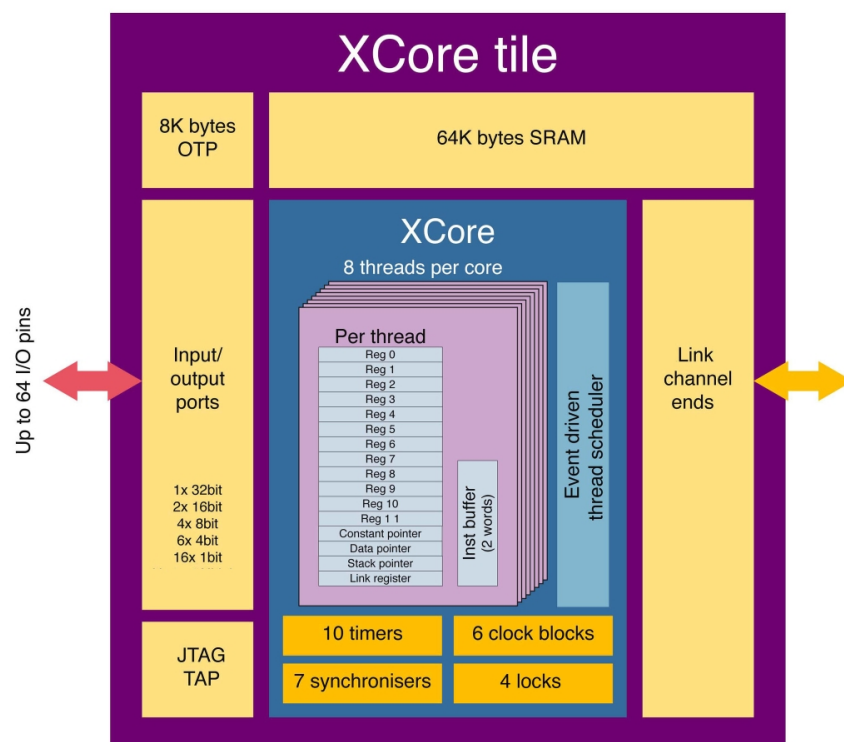 XCore tile
8K bytes
OTP
64K bytes SRAM
Up to 64 I/O pins
Input/
output
ports
1x 32bit
2x 16bit
4x 8bit
6x 4bit
16x 1bit
JTAG
TAP
XCore
8 threads per core
Per thread
Reg 0
Reg 1
Reg 2
Reg 3
Reg 4
Reg 5
Reg 6
Reg 7
Reg 8
Reg 9
Reg 10
Reg 1 1
Constant pointer
Data pointer
Stack pointer
Link register
Inst buffer
(2 words)
Event driven
thread scheduler
10 timers
6 clock blocks
7 synchronisers
4 locks
Link
channel
ends